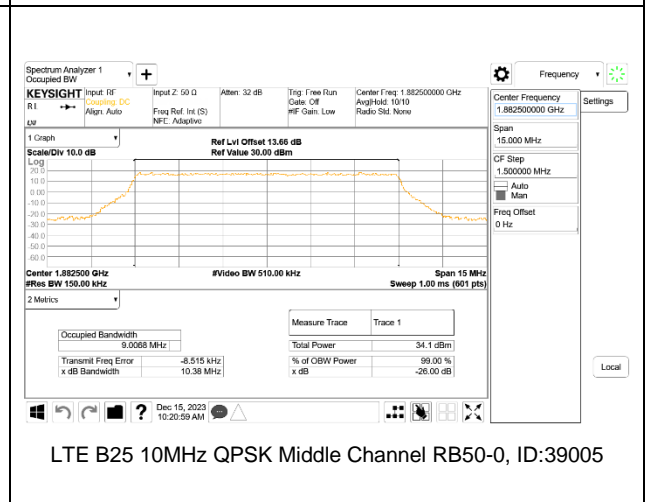 Spectrum Analyzer 1
Occupied BW
+
Frequency
KEYSIGHT Input: RF Input Z: 50 Ω Atten: 32 dB Trig: Free Run Center Freq: 1.882500000 GHz
RL Coupling: DC Gate: Off Avg|Hold: 10/10
Align: Auto Freq Ref: Int (S) #IF Gain: Low Radio Std: None
NFE: Adaptive
Center Frequency
1.882500000 GHz
Settings
Span
15.000 MHz
CF Step
1.500000 MHz
Auto
Man
Freq Offset
0 Hz
1 Graph
Ref Lvl Offset 13.66 dB
Scale/Div 10.0 dB Ref Value 30.00 dBm
Log
20.0
10.0
0.00
-10.0
-20.0
-30.0
-40.0
-50.0
-60.0
Center 1.882500 GHz #Video BW 510.00 kHz Span 15 MHz
#Res BW 150.00 kHz Sweep 1.00 ms (601 pts)
2 Metrics
Measure Trace Trace 1
Occupied Bandwidth
9.0068 MHz Total Power 34.1 dBm
Transmit Freq Error -8.515 kHz % of OBW Power 99.00 %
x dB Bandwidth 10.38 MHz x dB -26.00 dB
Local
? Dec 15, 2023
10:20:59 AM
LTE B25 10MHz QPSK Middle Channel RB50-0, ID:39005